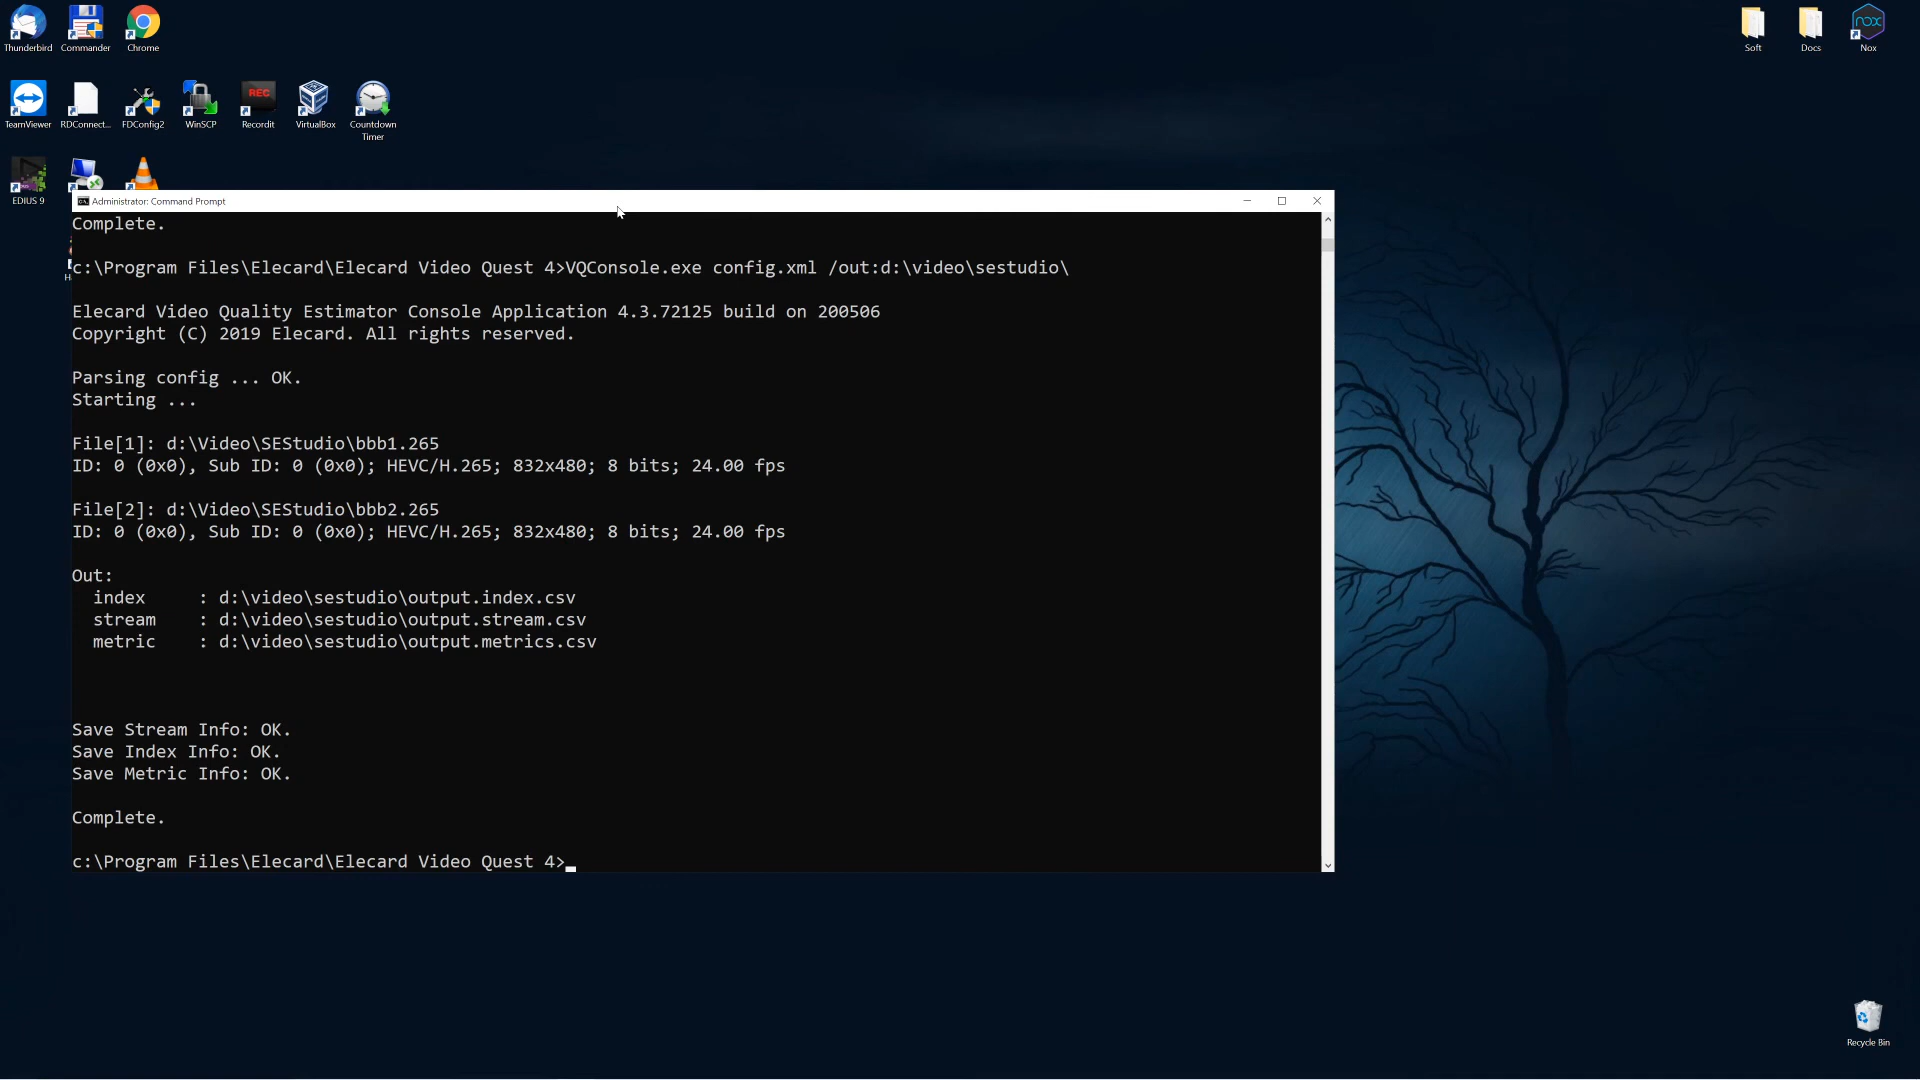 Thunderbird
Commander
Chrome
Soft
Docs
nox
Nox
REC
TeamViewer
RDConnect...
FDConfig2
WinSCP
Recordit
VirtualBox
Countdown
Timer
EDIUS 9
Administrator: Command Prompt
Complete.
c:\Program Files\Elecard\Elecard Video Quest 4>VQConsole.exe config.xml /out:d:\video\sestudio\
Elecard Video Quality Estimator Console Application 4.3.72125 build on 200506
Copyright (C) 2019 Elecard. All rights reserved.
Parsing config ... OK.
Starting ...
File[1]: d:\Video\SEStudio\bbb1.265
ID: 0 (0x0), Sub ID: 0 (0x0); HEVC/H.265; 832x480; 8 bits; 24.00 fps
File[2]: d:\Video\SEStudio\bbb2.265
ID: 0 (0x0), Sub ID: 0 (0x0); HEVC/H.265; 832x480; 8 bits; 24.00 fps
Out:
index : d:\video\sestudio\output.index.csv
stream : d:\video\sestudio\output.stream.csv
metric : d:\video\sestudio\output.metrics.csv
Save Stream Info: OK.
Save Index Info: OK.
Save Metric Info: OK.
Complete.
c:\Program Files\Elecard\Elecard Video Quest 4>_
Recycle Bin